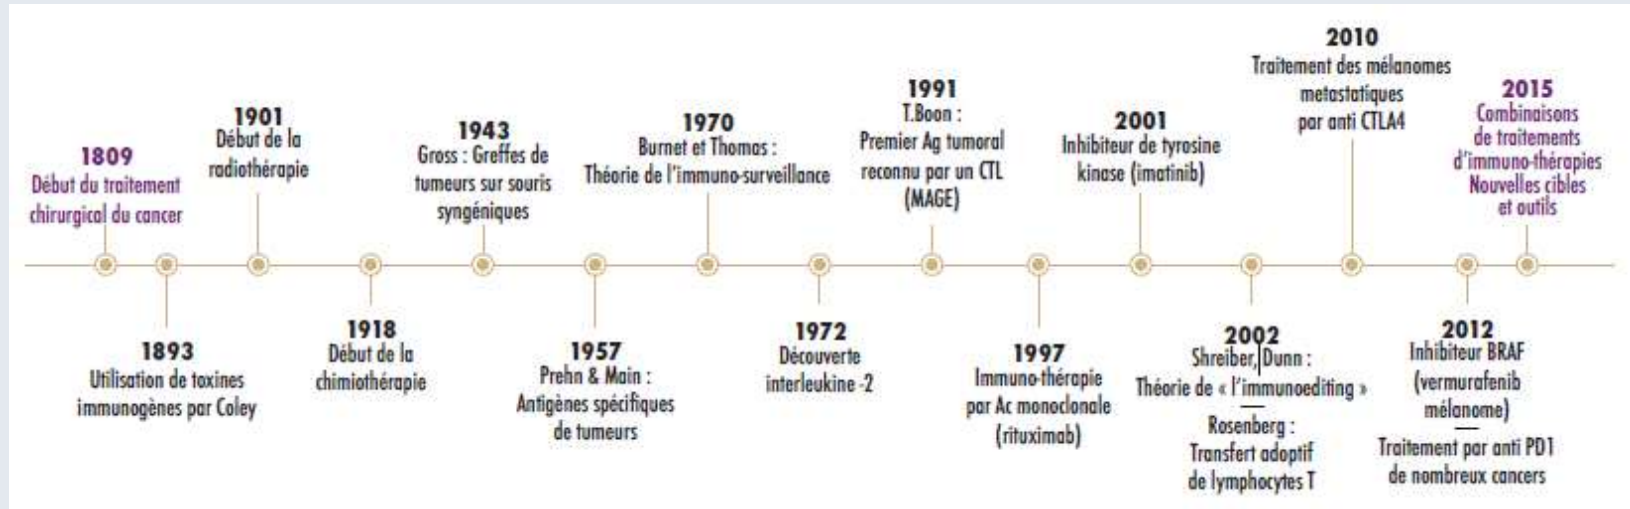 1809
Début du traitement
chirurgical du cancer
1893
Utilisation de toxines
immunogènes par Coley
1901
Début de la
radiothérapie
1918
Début de la
chimiothérapie
1943
Gross : Greffes de
tumeurs sur souris
syngéniques
1957
Prehn & Main :
Antigènes spécifiques
de tumeurs
1970
Burnet et Thomas :
Théorie de l'immuno-surveillance
1972
Découverte
interleukine -2
1991
T.Boon :
Premier Ag tumoral
reconnu par un CTL
(MAGE)
1997
Immuno-thérapie
par Ac monoclonale
(rituximab)
2001
Inhibiteur de tyrosine
kinase (imatinib)
2002
Shreiber, Dunn :
Théorie de « l'immunoediting »
Rosenberg :
Transfert adoptif
de lymphocytes T
2010
Traitement des mélanomes
metastatiques
par anti CTLA4
2012
Inhibiteur BRAF
(vermurafenib
mélanome)
Traitement par anti PD1
de nombreux cancers
2015
Combinaisons
de traitements
d'immuno-thérapies
Nouvelles cibles
et outils